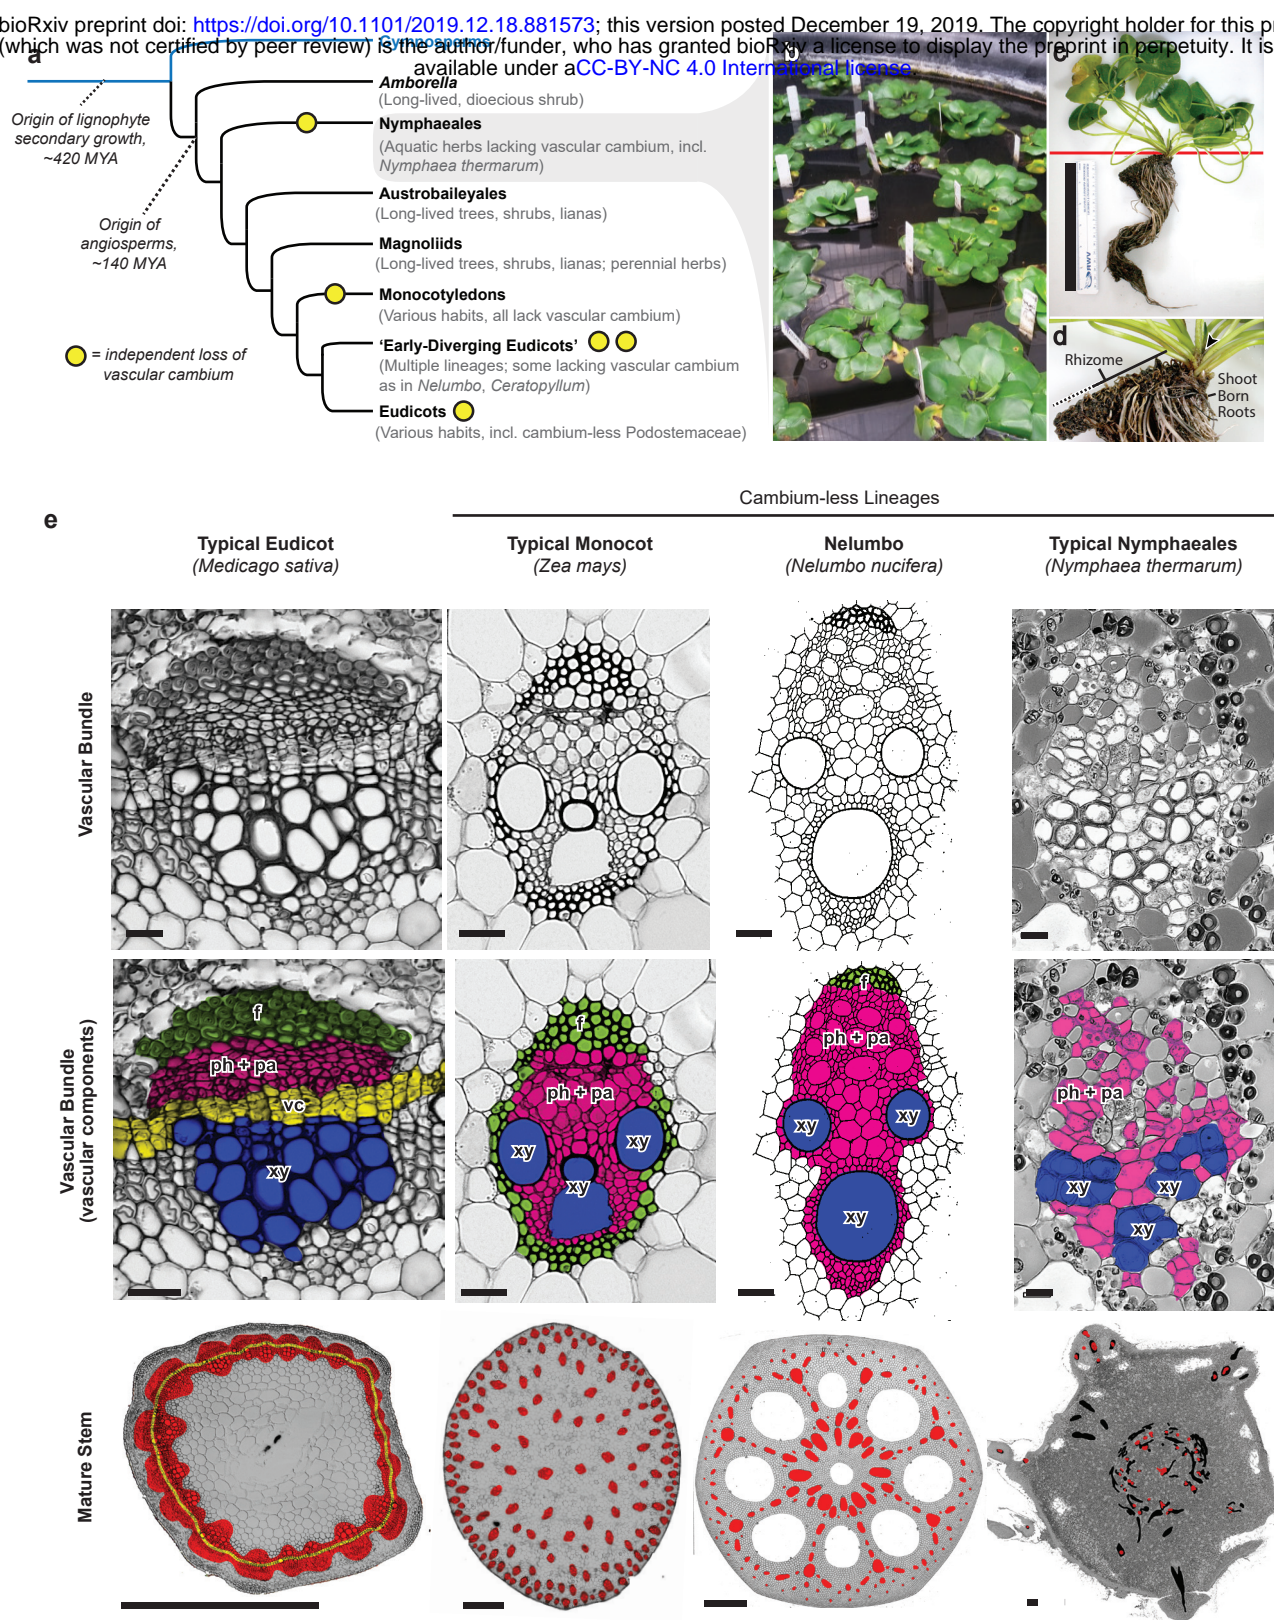 bioRxiv preprint doi: https://doi.org/10.1101/2019.12.18.881573; this version posted December 19, 2019. The copyright holder for this pr
(which was not certified by peer review) is the author/funder, who has granted bioRxiv a license to display the preprint in perpetuity. It is
available under aCC-BY-NC 4.0 International license.
a
Gymnosperms
Amborella
(Long-lived, dioecious shrub)
Origin of lignophyte
secondary growth,
~420 MYA
Nymphaeales
(Aquatic herbs lacking vascular cambium, incl.
Nymphaea thermarum)
Austrobaileyales
(Long-lived trees, shrubs, lianas)
Origin of
angiosperms,
~140 MYA
Magnoliids
(Long-lived trees, shrubs, lianas; perennial herbs)
Monocotyledons
(Various habits, all lack vascular cambium)
'Early-Diverging Eudicots'
(Multiple lineages; some lacking vascular cambium
as in Nelumbo, Ceratopyllum)
= independent loss of
vascular cambium
Eudicots
(Various habits, incl. cambium-less Podostemaceae)
b
c
RWV
d
Rhizome
Shoot
Born
Roots
e
Cambium-less Lineages
Typical Eudicot
(Medicago sativa)
Typical Monocot
(Zea mays)
Nelumbo
(Nelumbo nucifera)
Typical Nymphaeales
(Nymphaea thermarum)
Vascular Bundle
Vascular Bundle
(vascular components)
f
ph + pa
vc
xy
f
ph + pa
xy
xy
xy
f
ph + pa
xy
xy
xy
ph + pa
xy
xy
xy
Mature Stem